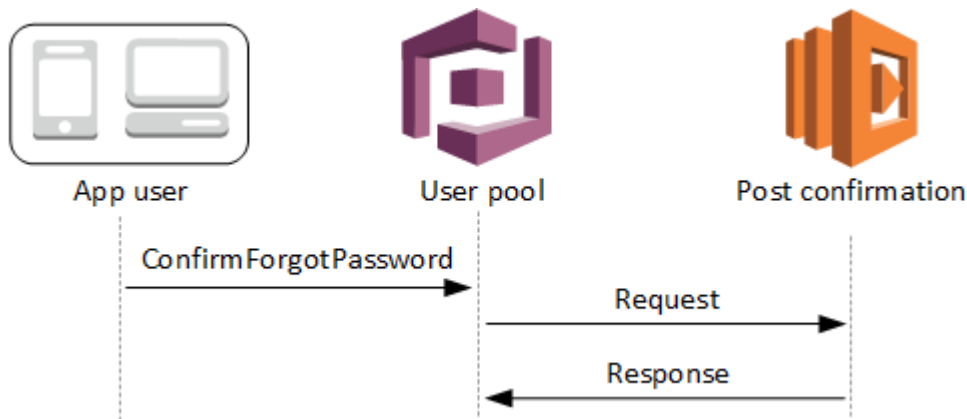 App user
User pool
Post confirmation
ConfirmForgotPassword
Request
Response